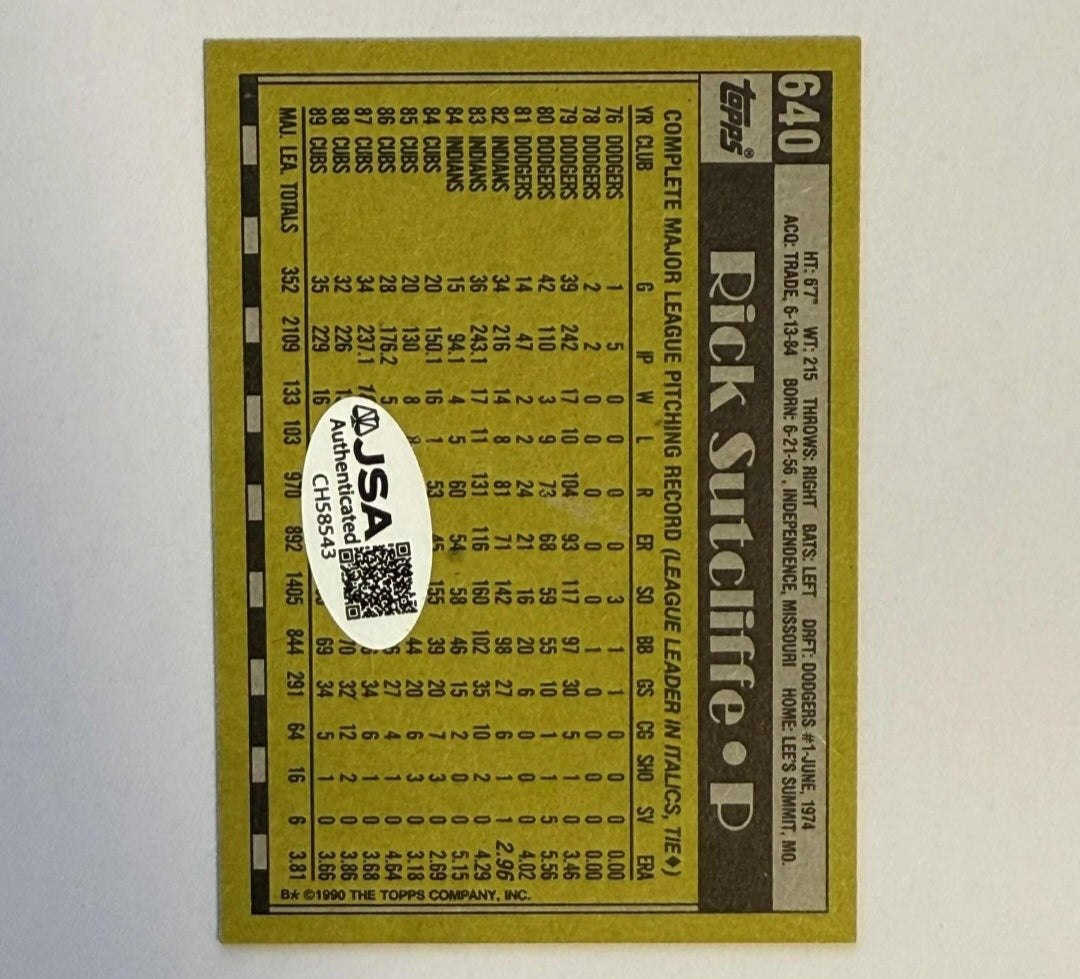 640
topps®
HT: 6'7" WT: 215 THROWS: RIGHT BATS: LEFT DRFT: DODGERS #1-JUNE, 1974
ACQ: TRADE, 6-13-84 BORN: 6-21-56, INDEPENDENCE, MISSOURI HOME: LEE'S SUMMIT, MO.
Rick Sutcliffe • P
COMPLETE MAJOR LEAGUE PITCHING RECORD (LEAGUE LEADER IN ITALICS, TIE♦)
YR CLUB G IP W L R ER SO BB GS CG SHO SV ERA
76 DODGERS 1 5 0 0 0 0 3 1 1 0 0 0 0.00
78 DODGERS 2 2 0 0 0 0 0 1 0 0 0 0 0.00
79 DODGERS 39 242 17 10 104 93 117 97 30 5 1 0 3.46
80 DODGERS 42 110 3 9 73 68 59 55 10 1 1 5 5.56
81 DODGERS 14 47 2 2 24 21 16 20 6 0 0 0 4.02
82 INDIANS 34 216 14 8 81 71 142 98 27 6 1 1 2.96
83 INDIANS 36 243.1 17 11 131 116 160 102 35 10 2 0 4.29
84 INDIANS 15 94.1 4 5 60 54 58 46 15 2 0 0 5.15
84 CUBS 20 150.1 16 1 53 45 155 39 20 7 3 0 2.69
85 CUBS 20 130 8 8 44 20 6 3 0 3.18
86 CUBS 28 176.2 5 27 4 1 0 4.64
87 CUBS 34 237.1 34 6 1 0 3.68
88 CUBS 32 226 70 32 12 2 0 3.86
89 CUBS 35 229 16 69 34 5 1 0 3.66
MAJ. LEA. TOTALS 352 2109 133 103 970 892 1405 844 291 64 16 6 3.81
B* ©1990 THE TOPPS COMPANY, INC.
JSA
Authenticated
CH58543